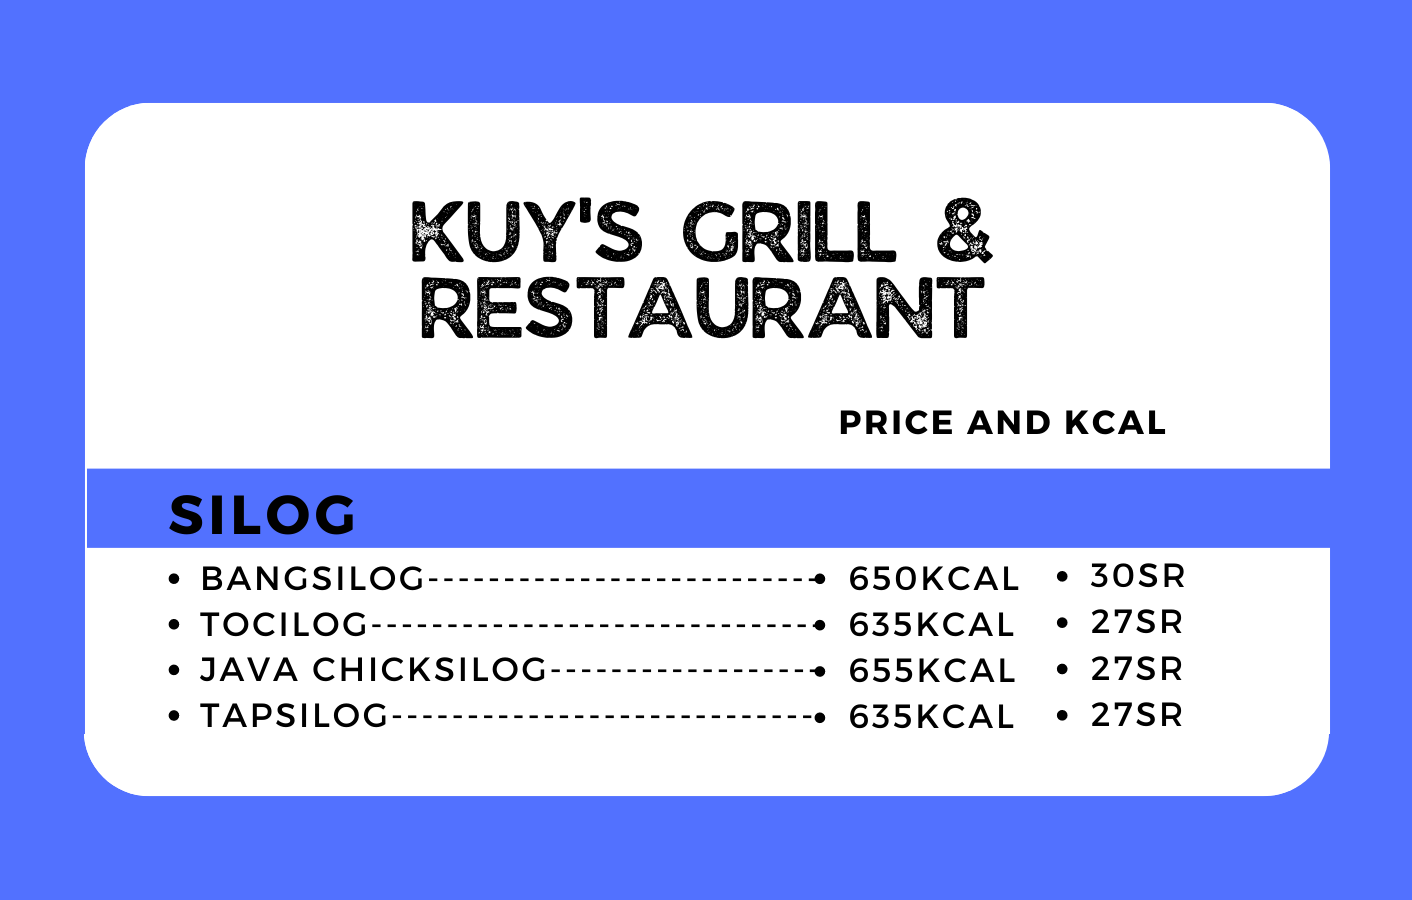 KUY'S GRILL &
RESTAURANT
PRICE AND KCAL
SILOG
• BANGSILOG--------------------------• 650KCAL • 30SR
• TOCILOG------------------------------• 635KCAL • 27SR
• JAVA CHICKSILOG------------------• 655KCAL • 27SR
• TAPSILOG----------------------------• 635KCAL • 27SR